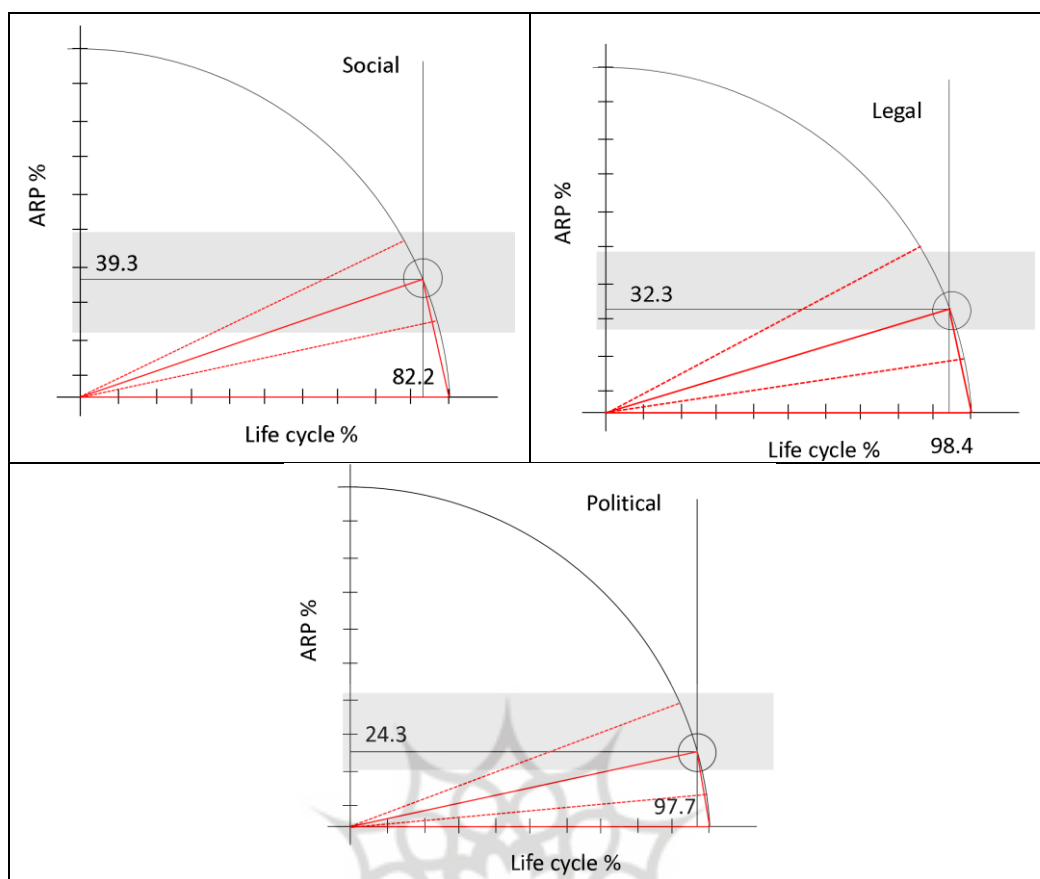 Social
ARP %
39.3
82.2
Life cycle %
Legal
ARP %
32.3
Life cycle %
98.4
Political
ARP %
24.3
97.7
Life cycle %